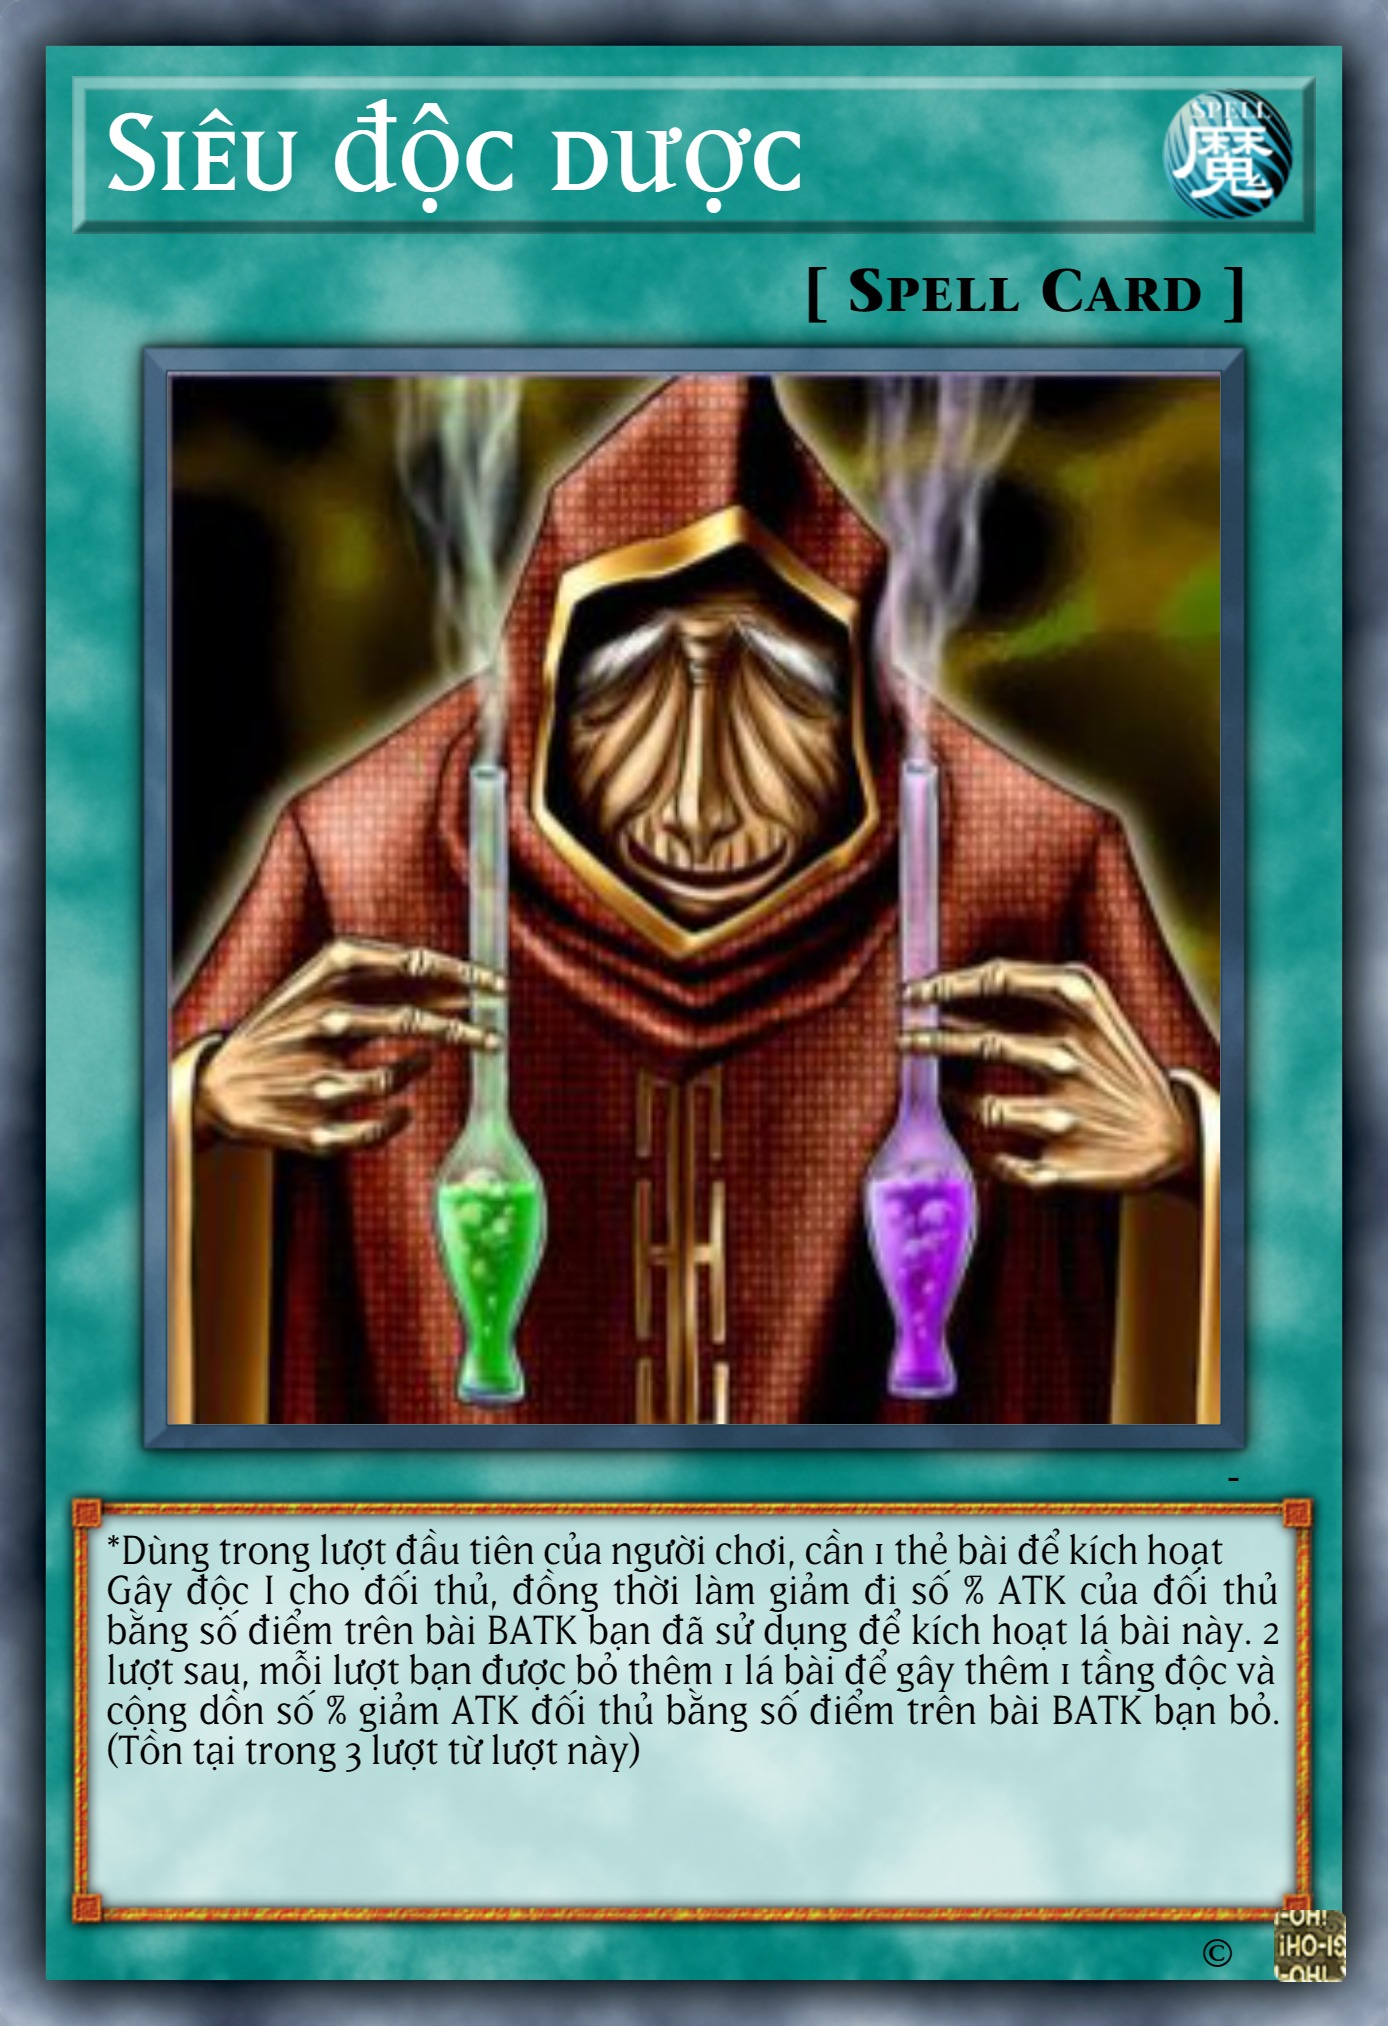 Siêu độc dược
SPELL
魔
[ Spell Card ]
-
*Dùng trong lượt đầu tiên của người chơi, cần 1 thẻ bài để kích hoạt
Gây độc I cho đối thủ, đồng thời làm giảm đi số % ATK của đối thủ
bằng số điểm trên bài BATK bạn đã sử dụng để kích hoạt lá bài này. 2
lượt sau, mỗi lượt bạn được bỏ thêm 1 lá bài để gây thêm 1 tầng độc và
cộng dồn số % giảm ATK đối thủ bằng số điểm trên bài BATK bạn bỏ.
(Tồn tại trong 3 lượt từ lượt này)
©
-OH!